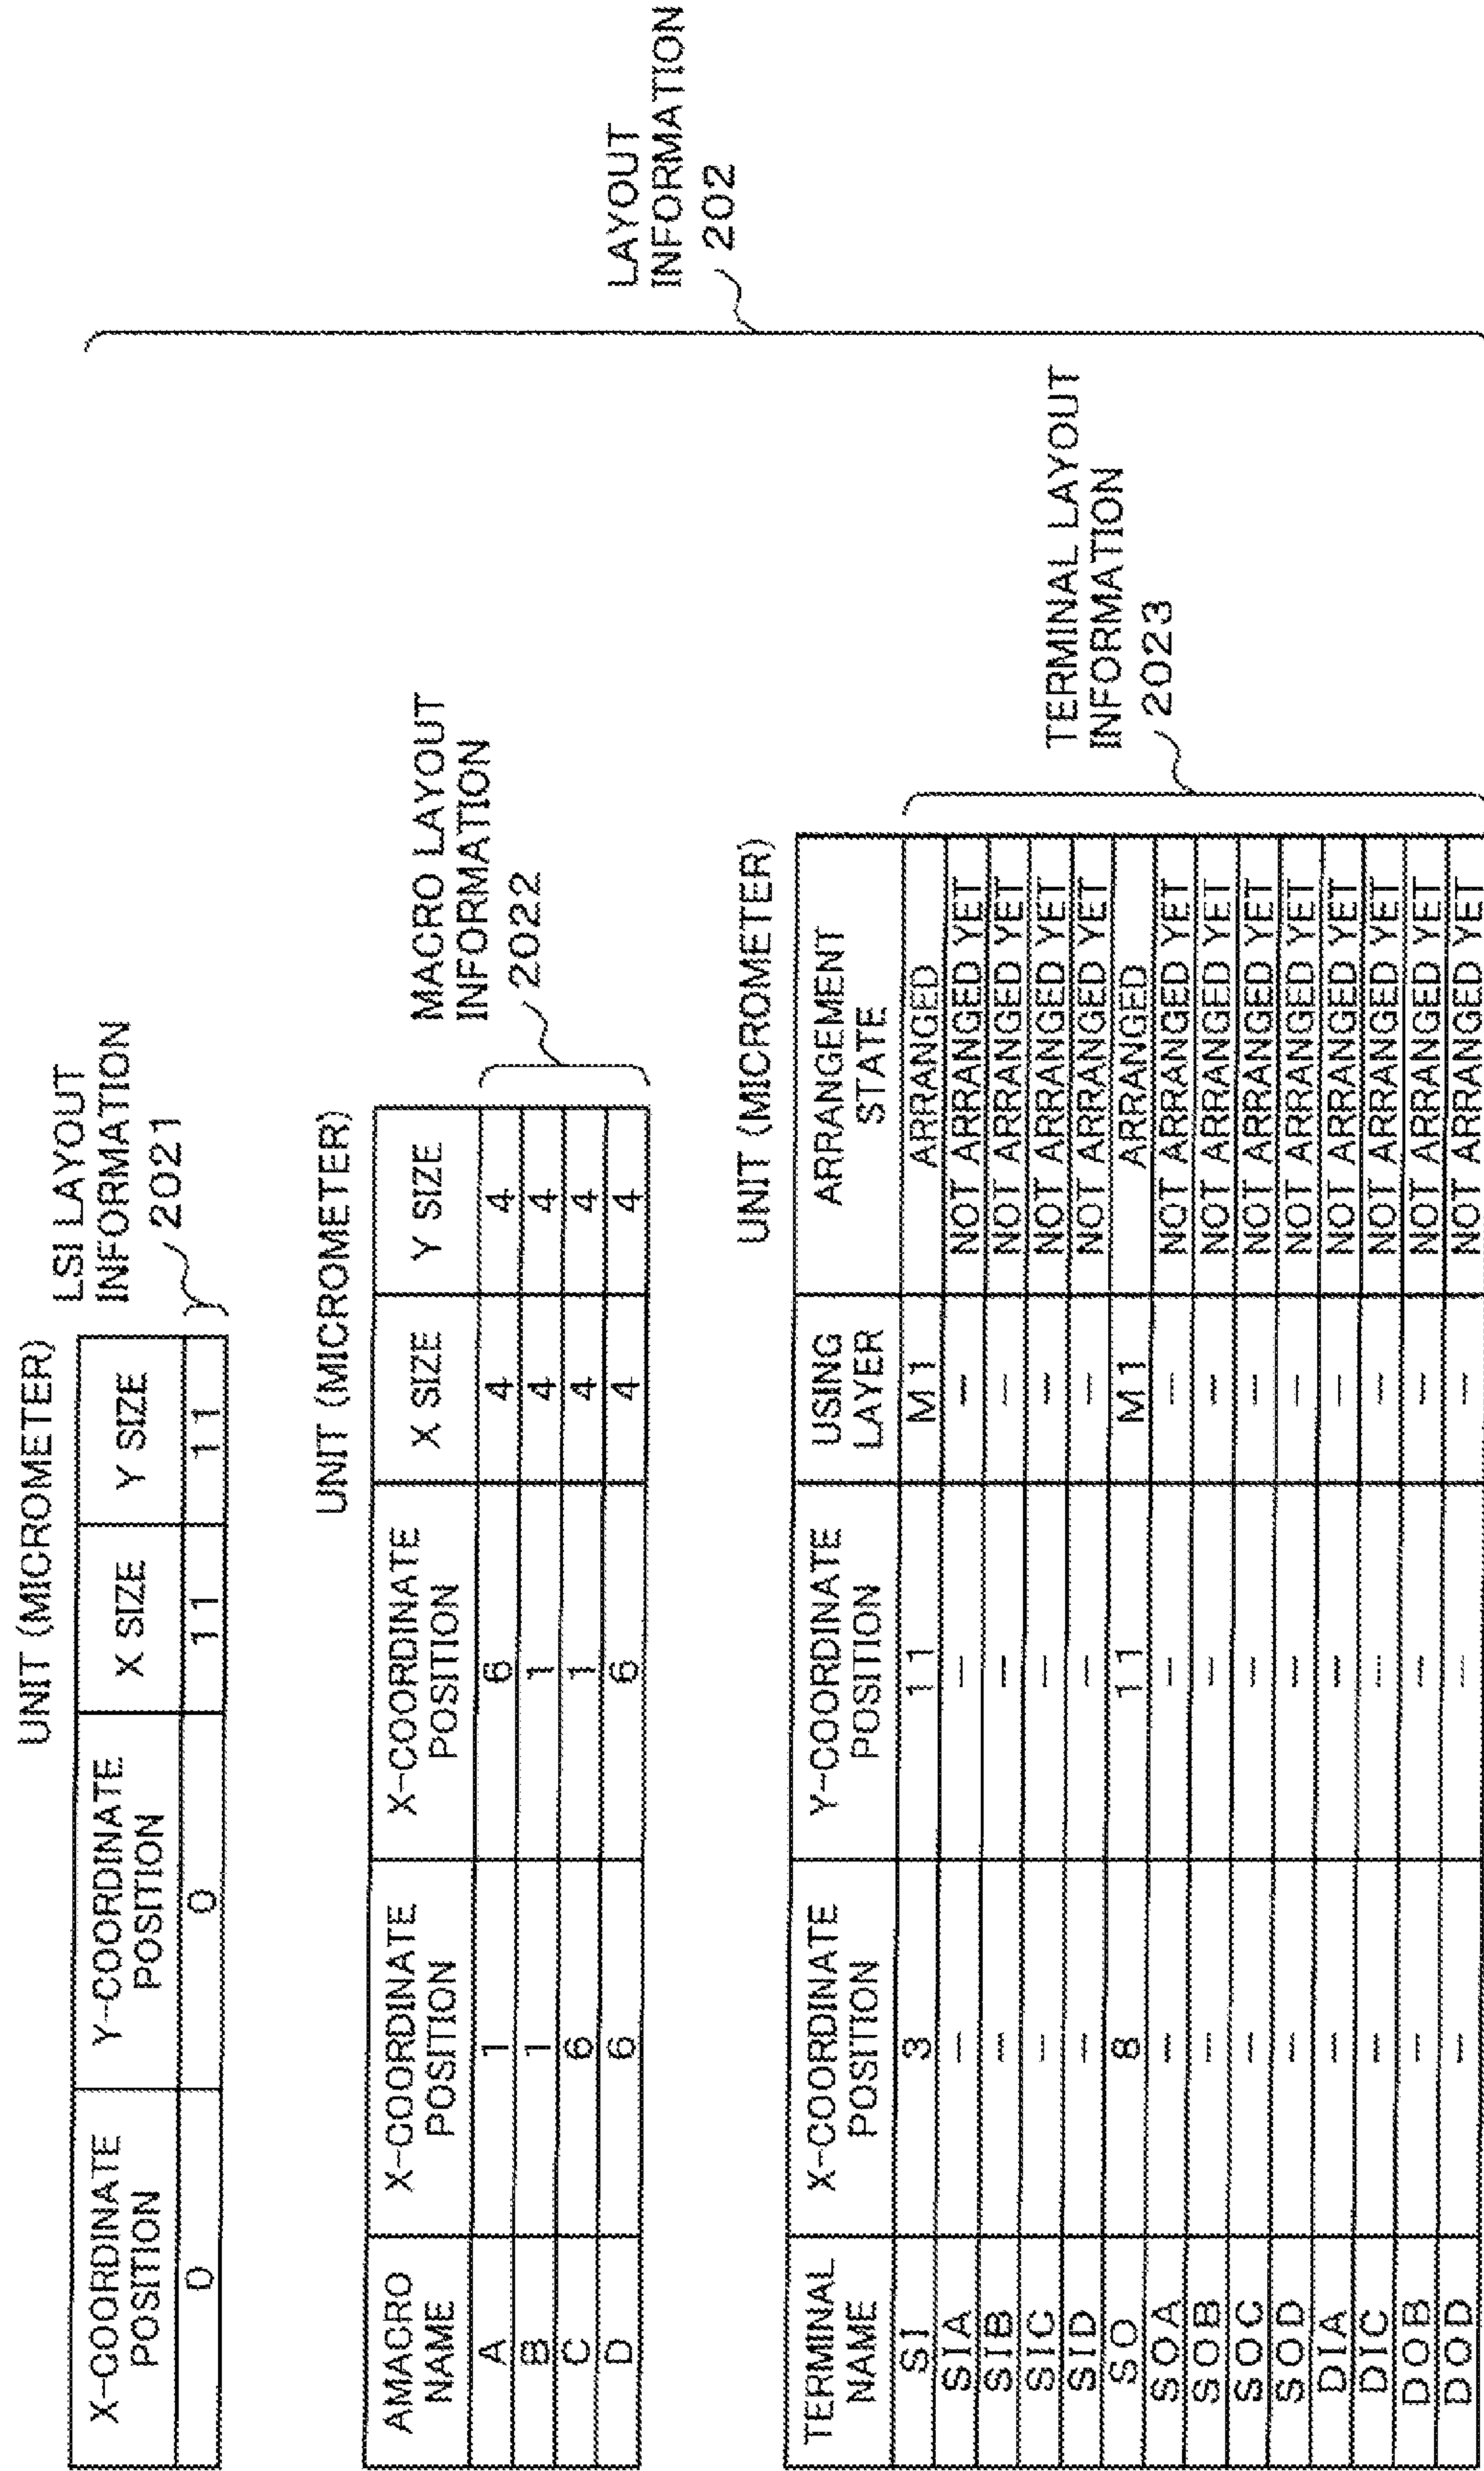 UNIT (MICROMETER)
X-COORDINATE POSITION Y-COORDINATE POSITION X SIZE Y SIZE
0 0 11 11
LSI LAYOUT
INFORMATION
2021
UNIT (MICROMETER)
AMACRO NAME X-COORDINATE POSITION X-COORDINATE POSITION X SIZE Y SIZE
A 1 6 4 4
B 1 1 4 4
C 6 1 4 4
D 6 6 4 4
MACRO LAYOUT
INFORMATION
2022
UNIT (MICROMETER)
TERMINAL NAME X-COORDINATE POSITION Y-COORDINATE POSITION USING LAYER ARRANGEMENT STATE
SI 3 11 M1 ARRANGED
SIA — — — NOT ARRANGED YET
SIB — — — NOT ARRANGED YET
SIC — — — NOT ARRANGED YET
SID — — — NOT ARRANGED YET
SO 8 11 M1 ARRANGED
SOA — — — NOT ARRANGED YET
SOB — — — NOT ARRANGED YET
SOC — — — NOT ARRANGED YET
SOD — — — NOT ARRANGED YET
DIA — — — NOT ARRANGED YET
DIC — — — NOT ARRANGED YET
DOB — — — NOT ARRANGED YET
DOD — — — NOT ARRANGED YET
TERMINAL LAYOUT
INFORMATION
2023
LAYOUT
INFORMATION
202